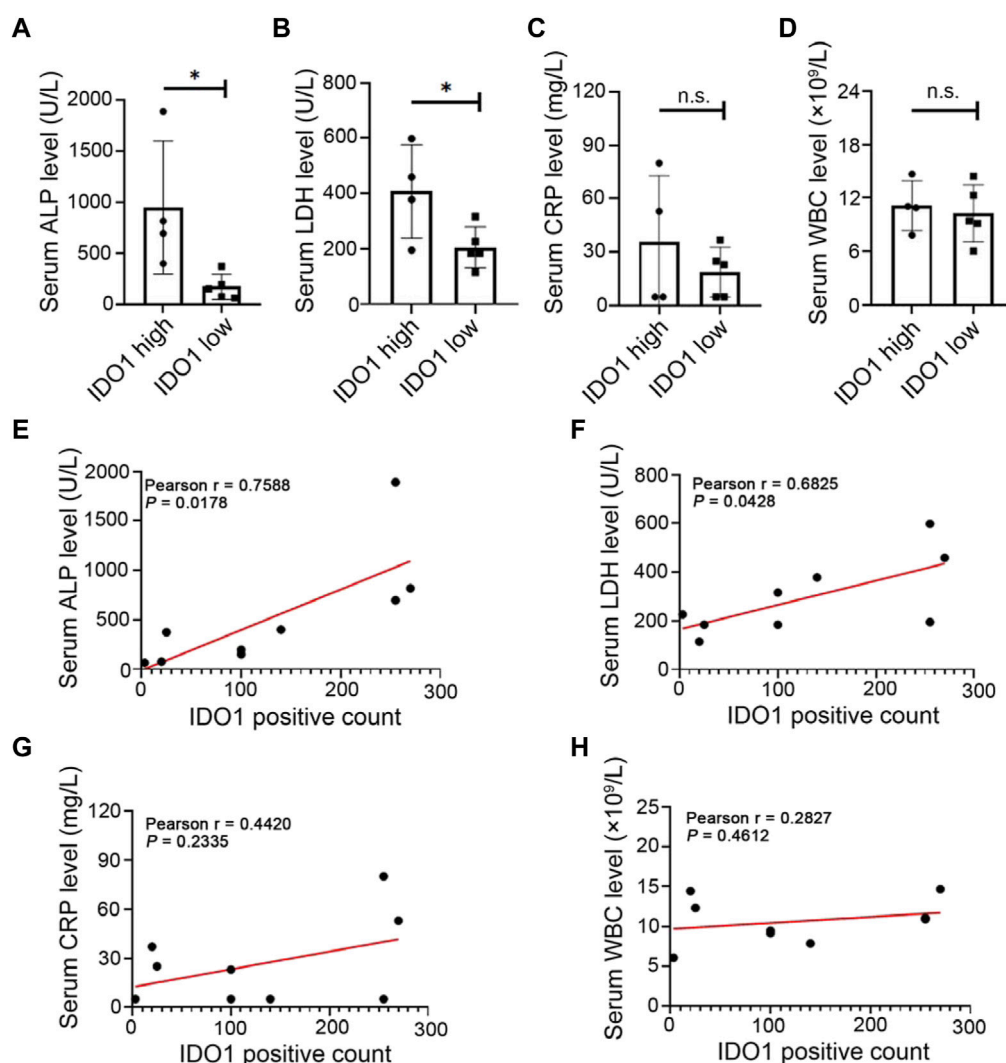 A
Serum ALP level (U/L)
2000
1500
1000
500
0
*
IDO1 high
IDO1 low
B
Serum LDH level (U/L)
800
600
400
200
0
*
IDO1 high
IDO1 low
C
Serum CRP level (mg/L)
120
90
60
30
0
n.s.
IDO1 high
IDO1 low
D
Serum WBC level (×10⁹/L)
24
18
12
6
0
n.s.
IDO1 high
IDO1 low
E
Serum ALP level (U/L)
2000
1500
1000
500
0
Pearson r = 0.7588
P = 0.0178
0 100 200 300
IDO1 positive count
F
Serum LDH level (U/L)
800
600
400
200
0
Pearson r = 0.6825
P = 0.0428
0 100 200 300
IDO1 positive count
G
Serum CRP level (mg/L)
120
90
60
30
0
Pearson r = 0.4420
P = 0.2335
0 100 200 300
IDO1 positive count
H
Serum WBC level (×10⁹/L)
25
20
15
10
5
0
Pearson r = 0.2827
P = 0.4612
0 100 200 300
IDO1 positive count